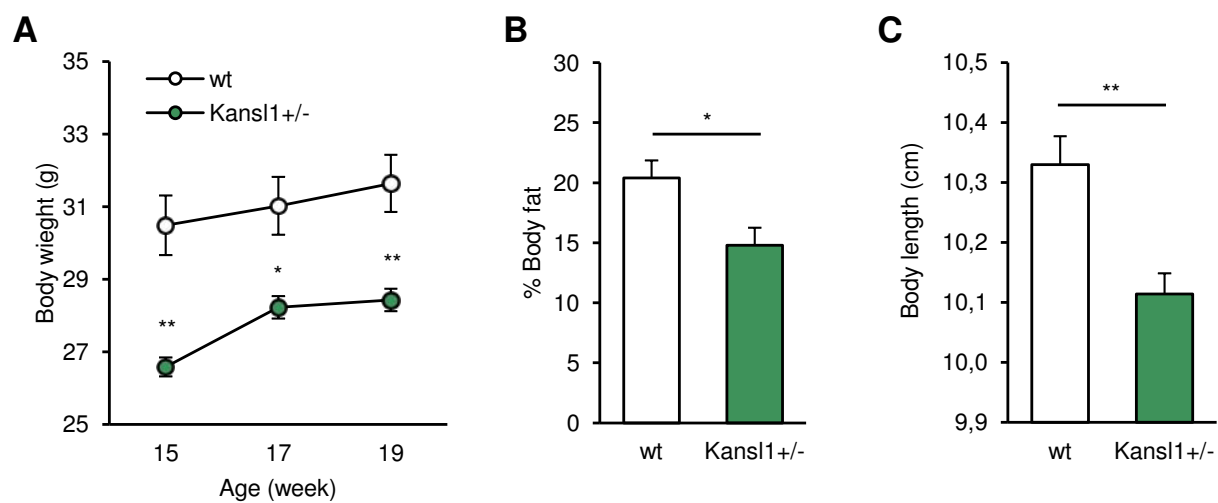 A
Body wieght (g)
35
33
31
29
27
25
wt
Kansl1+/-
**
*
**
15 17 19
Age (week)
B
% Body fat
30
25
20
15
10
5
0
*
wt Kansl1+/-
C
Body length (cm)
10,5
10,4
10,3
10,2
10,1
10,0
9,9
**
wt Kansl1+/-